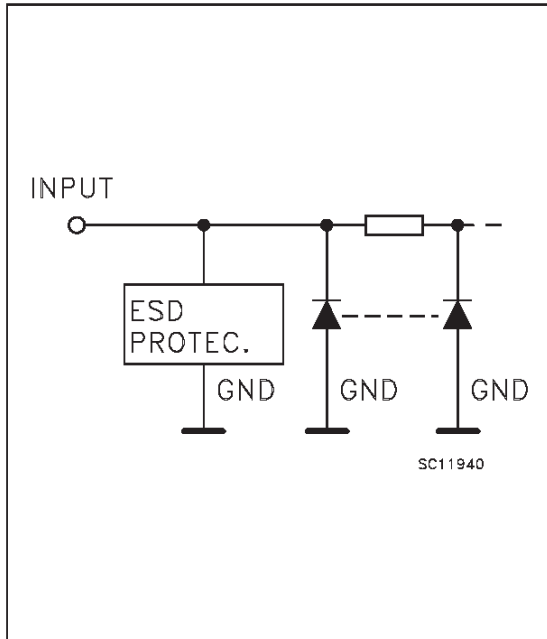 INPUT
ESD
PROTEC.
GND
GND
GND
SC11940